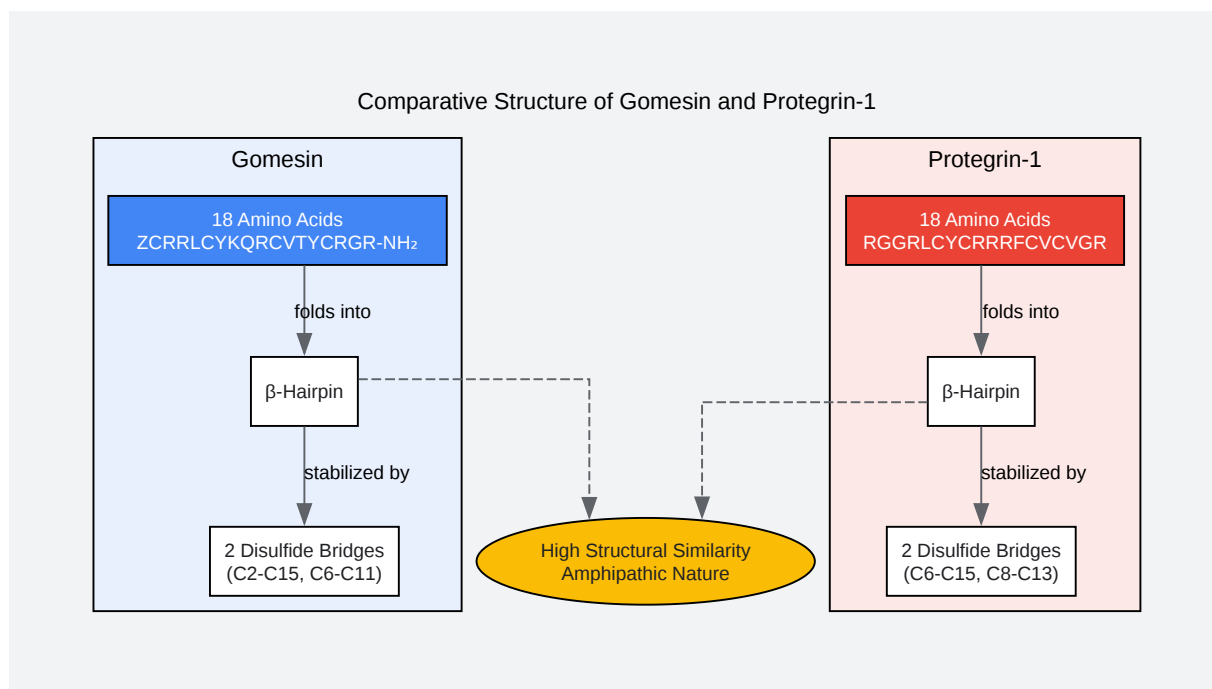 Comparative Structure of Gomesin and Protegrin-1
Gomesin
18 Amino Acids
ZCRRLCYKQRCVTYCRGR-NH₂
folds into
β-Hairpin
stabilized by
2 Disulfide Bridges
(C2-C15, C6-C11)
Protegrin-1
18 Amino Acids
RGGRLCYCRRRFCVCVGR
folds into
β-Hairpin
stabilized by
2 Disulfide Bridges
(C6-C15, C8-C13)
High Structural Similarity
Amphipathic Nature